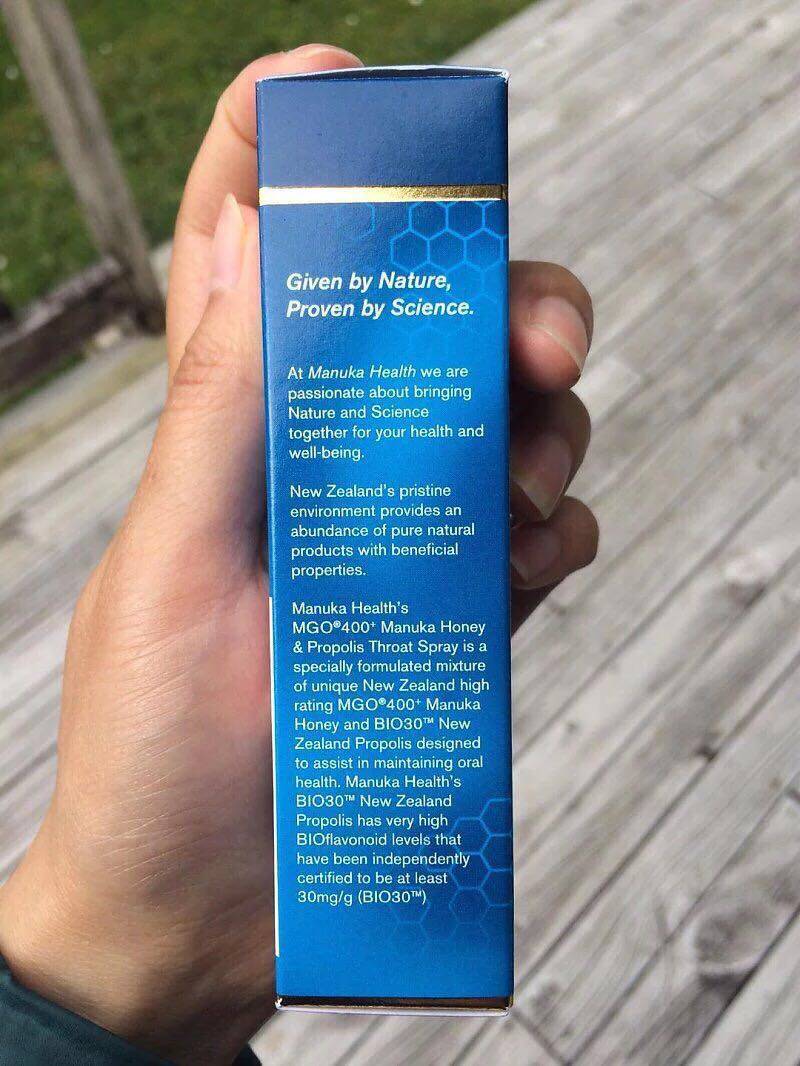 Given by Nature,
Proven by Science.
At Manuka Health we are
passionate about bringing
Nature and Science
together for your health and
well-being.
New Zealand's pristine
environment provides an
abundance of pure natural
products with beneficial
properties.
Manuka Health's
MGO®400⁺ Manuka Honey
& Propolis Throat Spray is a
specially formulated mixture
of unique New Zealand high
rating MGO®400⁺ Manuka
Honey and BIO30™ New
Zealand Propolis designed
to assist in maintaining oral
health. Manuka Health's
BIO30™ New Zealand
Propolis has very high
BIOflavonoid levels that
have been independently
certified to be at least
30mg/g (BIO30™)